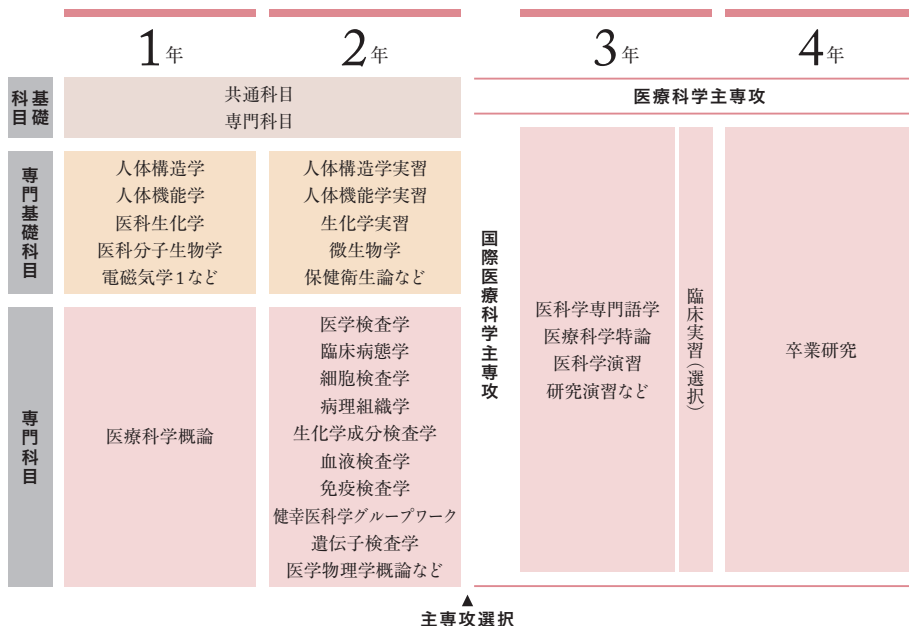 1年
2年
3年
4年
基礎
科目
共通科目
専門科目
専門基礎科目
人体構造学
人体機能学
医科生化学
医科分子生物学
電磁気学1など
人体構造学実習
人体機能学実習
生化学実習
微生物学
保健衛生論など
専門科目
医療科学概論
医学検査学
臨床病態学
細胞検査学
病理組織学
生化学成分検査学
血液検査学
免疫検査学
健幸医科学グループワーク
遺伝子検査学
医学物理学概論など
医療科学主専攻
国際医療科学主専攻
医科学専門語学
医療科学特論
医科学演習
研究演習など
臨床実習(選択)
卒業研究
▲
主専攻選択